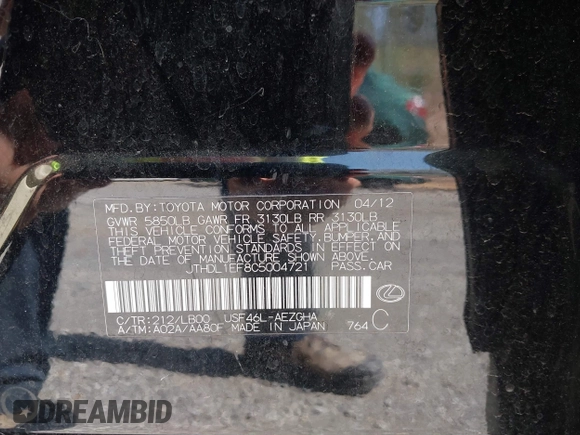 MFD.BY:TOYOTA MOTOR CORPORATION 04/12
GVWR 5850LB GAWR FR 3130LB RR 3130LB
THIS VEHICLE CONFORMS TO ALL APPLICABLE
FEDERAL MOTOR VEHICLE SAFETY, BUMPER, AND
THEFT PREVENTION STANDARDS IN EFFECT ON
THE DATE OF MANUFACTURE SHOWN ABOVE.
JTHDL1EF8C5004721 PASS.CAR
C/TR:212/LB00 USF46L-AEZGHA
A/TM:A02A/AA80F MADE IN JAPAN 764 C
DREAMBID